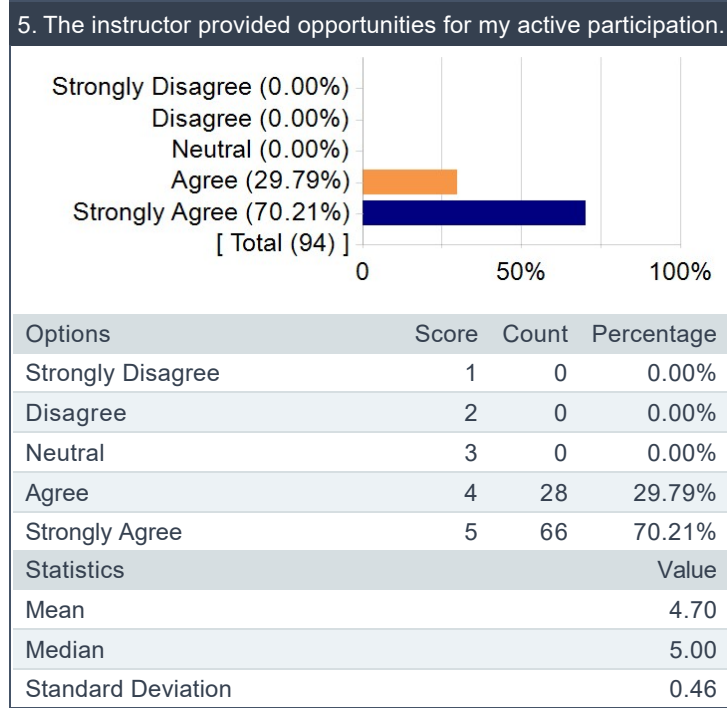 5. The instructor provided opportunities for my active participation.
Strongly Disagree (0.00%)
Disagree (0.00%)
Neutral (0.00%)
Agree (29.79%)
Strongly Agree (70.21%)
[ Total (94) ]
0 50% 100%
Options Score Count Percentage
Strongly Disagree 1 0 0.00%
Disagree 2 0 0.00%
Neutral 3 0 0.00%
Agree 4 28 29.79%
Strongly Agree 5 66 70.21%
Statistics Value
Mean 4.70
Median 5.00
Standard Deviation 0.46